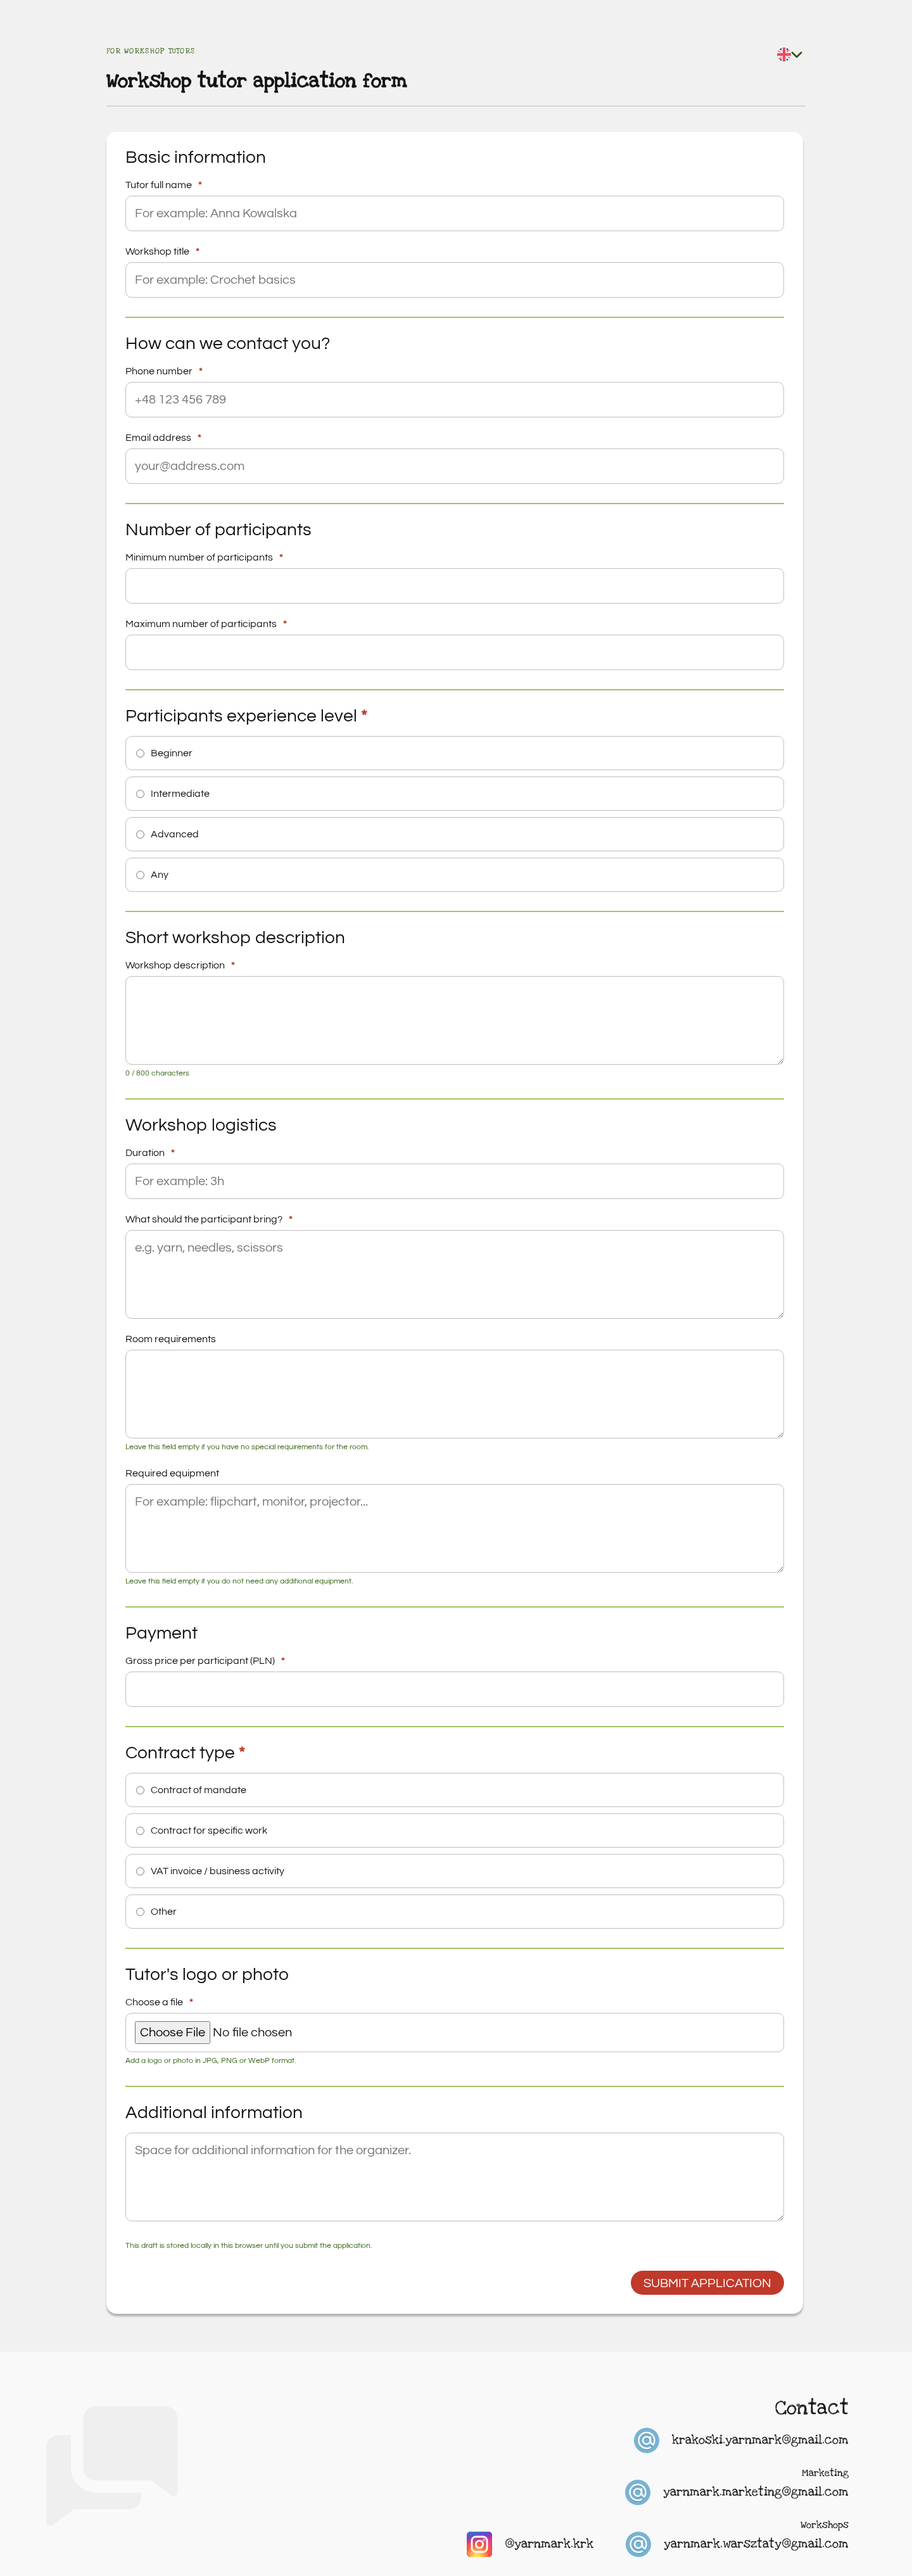 FOR WORKSHOP TUTORS
Workshop tutor application form
Basic information
Tutor full name *
For example: Anna Kowalska
Workshop title *
For example: Crochet basics
How can we contact you?
Phone number *
+48 123 456 789
Email address *
your@address.com
Number of participants
Minimum number of participants *
Maximum number of participants *
Participants experience level *
Beginner
Intermediate
Advanced
Any
Short workshop description
Workshop description *
0 / 800 characters
Workshop logistics
Duration *
For example: 3h
What should the participant bring? *
e.g. yarn, needles, scissors
Room requirements
Leave this field empty if you have no special requirements for the room.
Required equipment
For example: flipchart, monitor, projector...
Leave this field empty if you do not need any additional equipment.
Payment
Gross price per participant (PLN) *
Contract type *
Contract of mandate
Contract for specific work
VAT invoice / business activity
Other
Tutor's logo or photo
Choose a file *
Choose File No file chosen
Add a logo or photo in JPG, PNG or WebP format.
Additional information
Space for additional information for the organizer.
This draft is stored locally in this browser until you submit the application.
SUBMIT APPLICATION
Contact
krakoski.yarnmark@gmail.com
Marketing
yarnmark.marketing@gmail.com
Workshops
@yarnmark.krk yarnmark.warsztaty@gmail.com